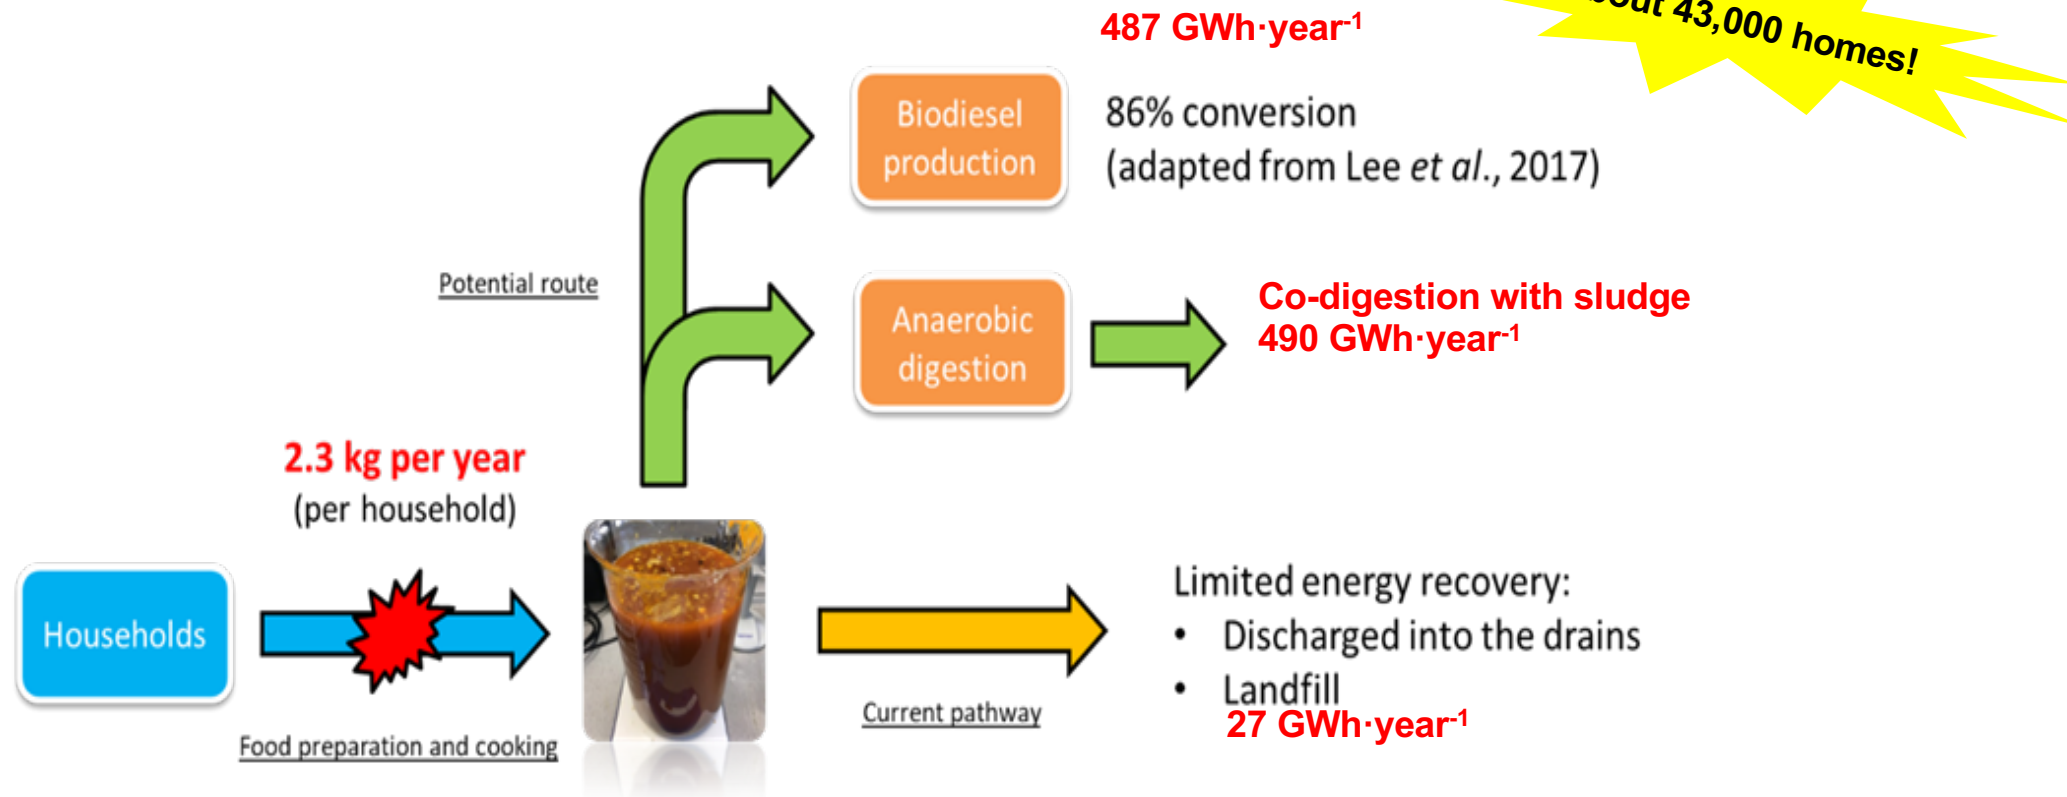 487 GWh·year-1
43,000 homes!
Biodiesel
production
86% conversion
(adapted from Lee et al., 2017)
Potential route
Anaerobic
digestion
Co-digestion with sludge
490 GWh·year-1
2.3 kg per year
(per household)
Households
Food preparation and cooking
Current pathway
Limited energy recovery:
• Discharged into the drains
• Landfill
27 GWh·year-1